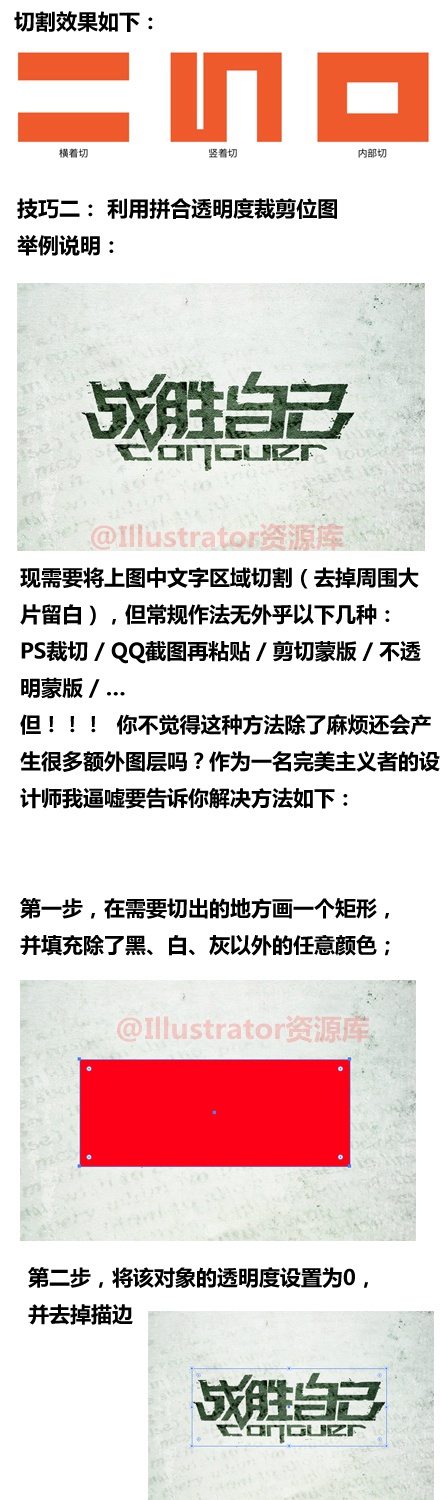 切割效果如下：
横着切 竖着切 内部切
技巧二： 利用拼合透明度裁剪位图
举例说明：
战胜自己
conquer
@Illustrator资源库
现需要将上图中文字区域切割（去掉周围大
片留白），但常规作法无外乎以下几种：
PS裁切 / QQ截图再粘贴 / 剪切蒙版 / 不透
明蒙版 / ...
但！！！ 你不觉得这种方法除了麻烦还会产
生很多额外图层吗？作为一名完美主义者的设
计师我逼嘘要告诉你解决方法如下：
第一步，在需要切出的地方画一个矩形，
并填充除了黑、白、灰以外的任意颜色；
@Illustrator资源库
第二步，将该对象的透明度设置为0，
并去掉描边
战胜自己
conquer